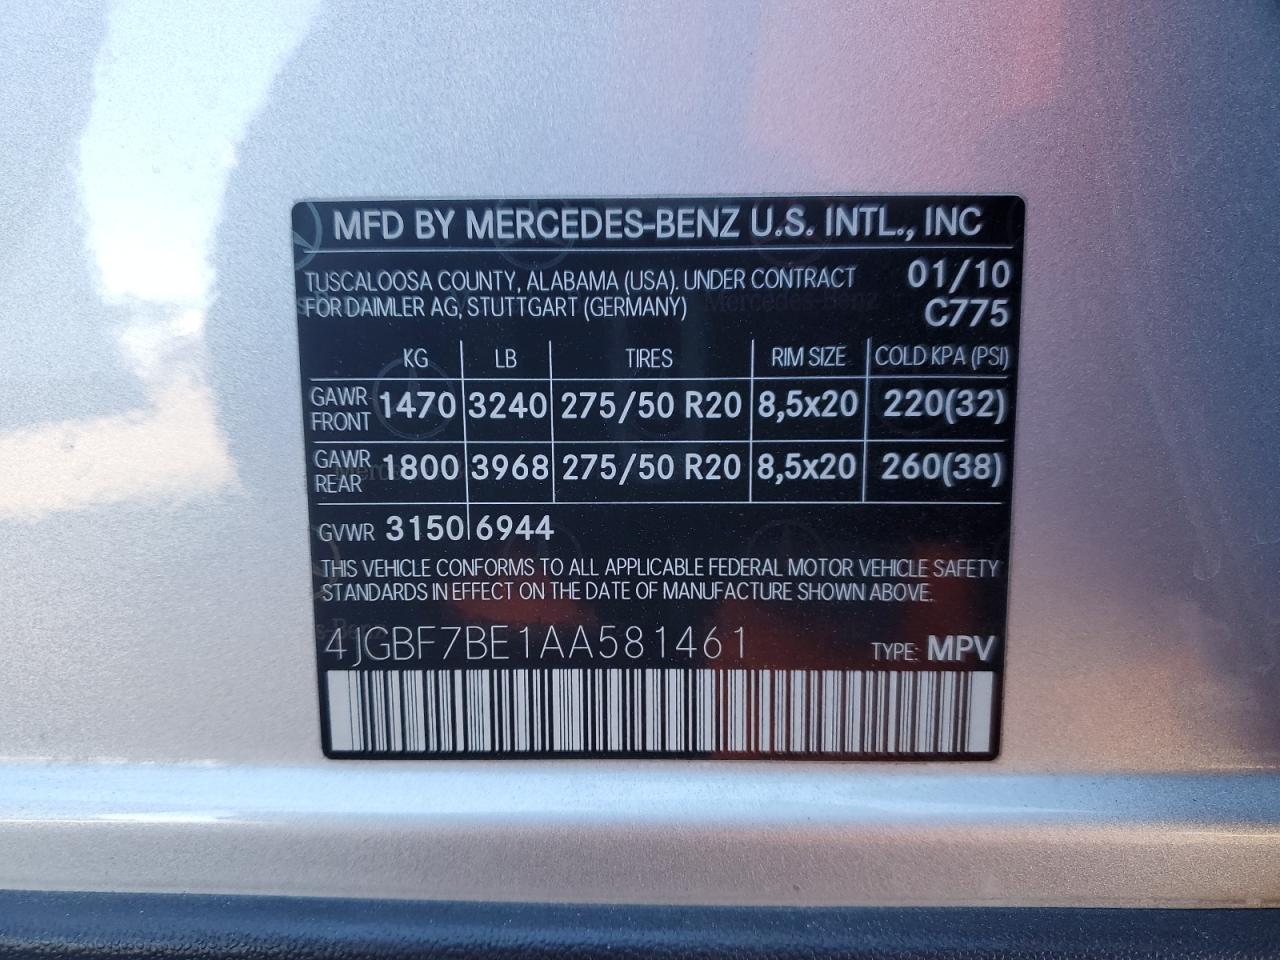 MFD BY MERCEDES-BENZ U.S. INTL., INC
TUSCALOOSA COUNTY, ALABAMA (USA). UNDER CONTRACT 01/10
FOR DAIMLER AG, STUTTGART (GERMANY) C775
KG LB TIRES RIM SIZE COLD KPA (PSI)
GAWR FRONT 1470 3240 275/50 R20 8,5x20 220(32)
GAWR REAR 1800 3968 275/50 R20 8,5x20 260(38)
GVWR 3150 6944
THIS VEHICLE CONFORMS TO ALL APPLICABLE FEDERAL MOTOR VEHICLE SAFETY
STANDARDS IN EFFECT ON THE DATE OF MANUFACTURE SHOWN ABOVE.
4JGBF7BE1AA581461 TYPE: MPV